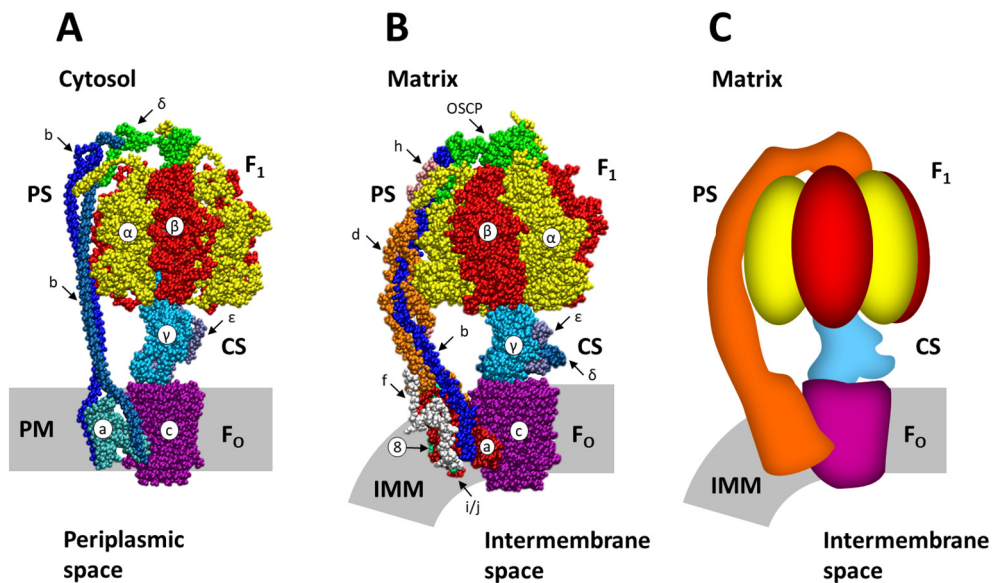 A
Cytosol
δ
b
PS
F1
α
β
b
γ
ε
CS
PM
a
c
FO
Periplasmic
space
B
Matrix
OSCP
h
PS
F1
d
β
α
b
γ
ε
CS
δ
f
8
a
c
FO
IMM
i/j
Intermembrane
space
C
Matrix
PS
F1
CS
FO
IMM
Intermembrane
space